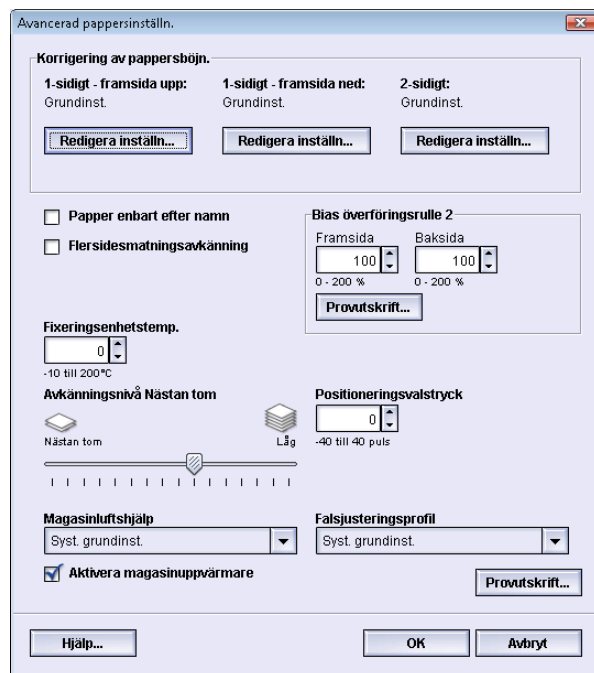 Avancerad pappersinställn.
Korrigering av pappersböjn.
1-sidigt - framsida upp: 1-sidigt - framsida ned: 2-sidigt:
Grundinst. Grundinst. Grundinst.
Redigera inställn... Redigera inställn... Redigera inställn...
Papper enbart efter namn
Flersidesmatningsavkänning
Bias överföringsrulle 2
Framsida Baksida
100 100
0 - 200 % 0 - 200 %
Provutskrift...
Fixeringsenhetstemp.
0
-10 till 200°C
Avkänningsnivå Nästan tom
Nästan tom Låg
Positioneringsvalstryck
0
-40 till 40 puls
Magasinluftshjälp
Syst. grundinst.
Falsjusteringsprofil
Syst. grundinst.
Aktivera magasinuppvärmare
Provutskrift...
Hjälp... OK Avbryt